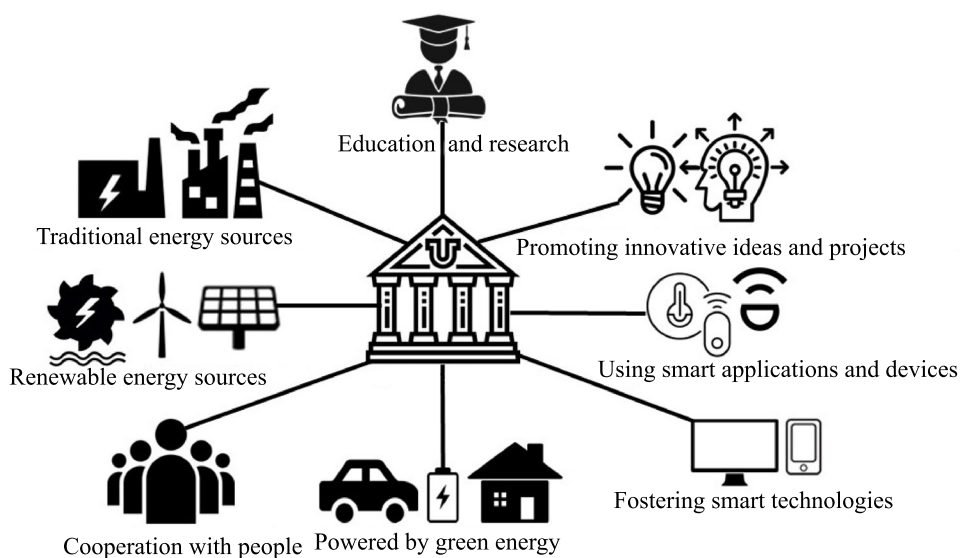 Education and research
Traditional energy sources
Promoting innovative ideas and projects
U
Renewable energy sources
Using smart applications and devices
Fostering smart technologies
Cooperation with people
Powered by green energy